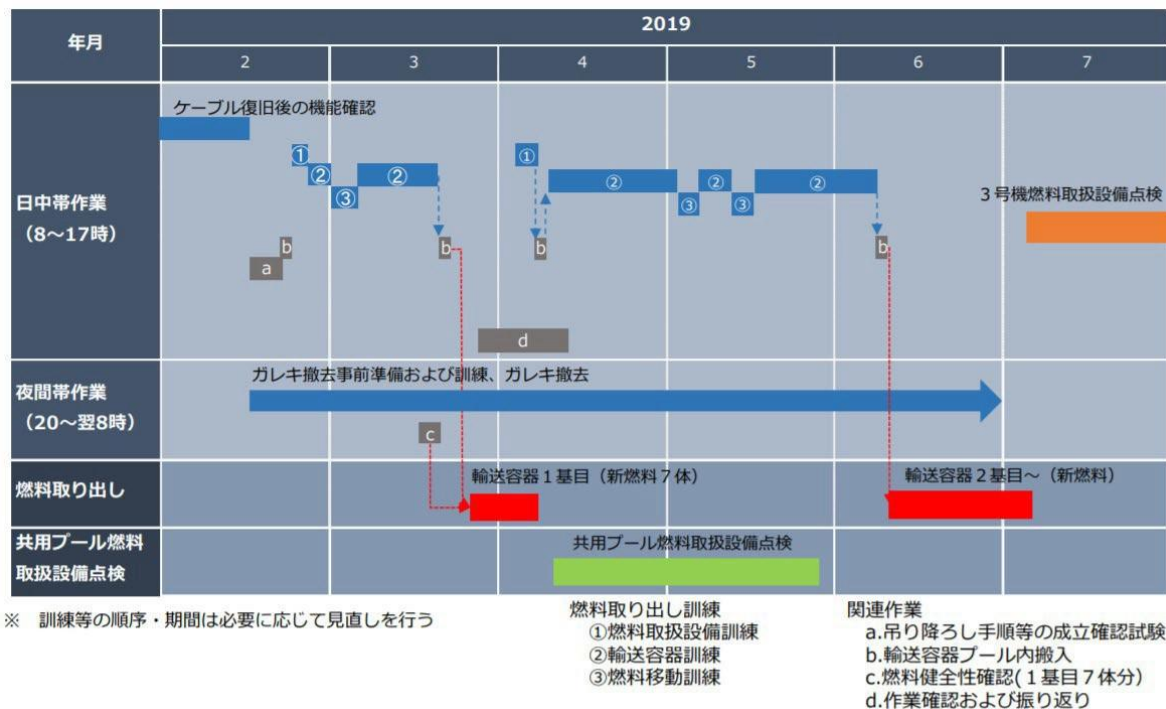 年月
2019
2
3
4
5
6
7
日中帯作業
（8～17時）
ケーブル復旧後の機能確認
①
②
③
②
b
a
b
①
b
②
③
②
③
②
b
d
3号機燃料取扱設備点検
夜間帯作業
（20～翌8時）
ガレキ撤去事前準備および訓練、ガレキ撤去
c
燃料取り出し
輸送容器１基目（新燃料７体）
輸送容器２基目～（新燃料）
共用プール燃料
取扱設備点検
共用プール燃料取扱設備点検
※　訓練等の順序・期間は必要に応じて見直しを行う
燃料取り出し訓練
①燃料取扱設備訓練
②輸送容器訓練
③燃料移動訓練
関連作業
a.吊り降ろし手順等の成立確認試験
b.輸送容器プール内搬入
c.燃料健全性確認(１基目７体分）
d.作業確認および振り返り